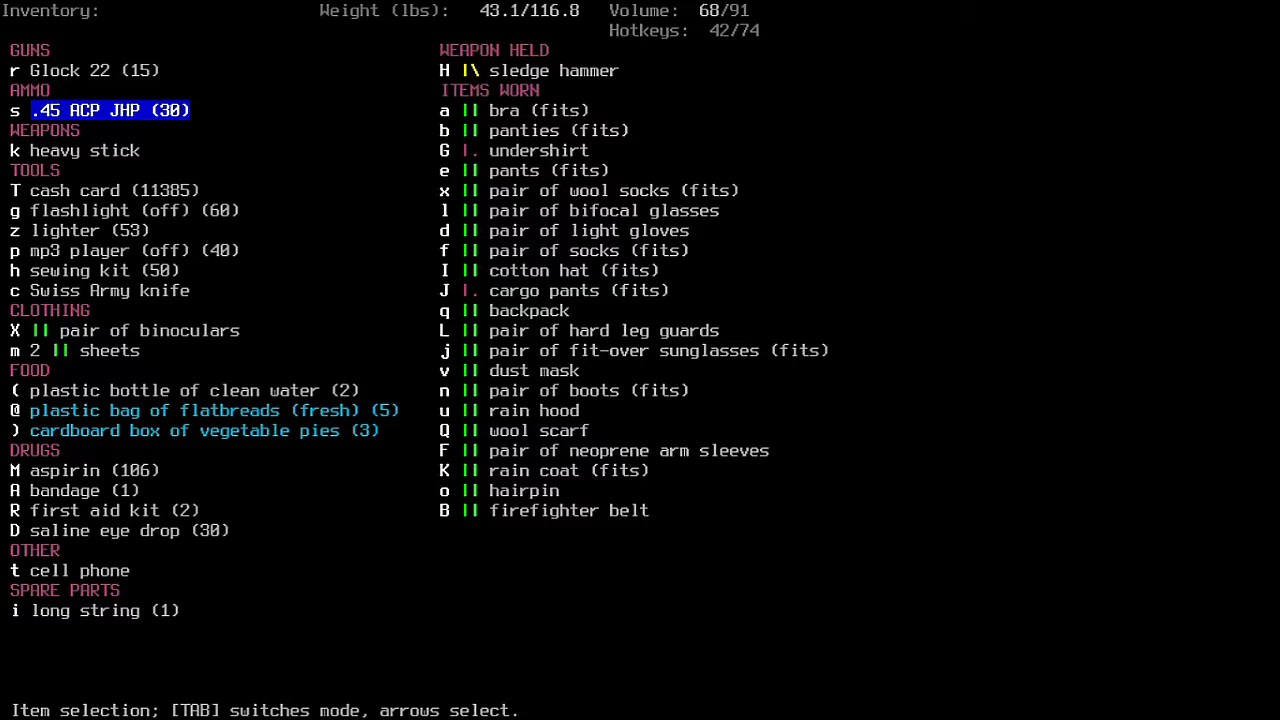 Inventory: Weight (lbs): 43.1/116.8 Volume: 68/91
Hotkeys: 42/74
GUNS
r Glock 22 (15)
AMMO
s .45 ACP JHP (30)
WEAPONS
k heavy stick
TOOLS
T cash card (11385)
g flashlight (off) (60)
z lighter (53)
p mp3 player (off) (40)
h sewing kit (50)
c Swiss Army knife
CLOTHING
X || pair of binoculars
m 2 || sheets
FOOD
( plastic bottle of clean water (2)
@ plastic bag of flatbreads (fresh) (5)
) cardboard box of vegetable pies (3)
DRUGS
M aspirin (106)
A bandage (1)
R first aid kit (2)
D saline eye drop (30)
OTHER
t cell phone
SPARE PARTS
i long string (1)
WEAPON HELD
H |\ sledge hammer
ITEMS WORN
a || bra (fits)
b || panties (fits)
G |. undershirt
e || pants (fits)
x || pair of wool socks (fits)
l || pair of bifocal glasses
d || pair of light gloves
f || pair of socks (fits)
I || cotton hat (fits)
J |. cargo pants (fits)
q || backpack
L || pair of hard leg guards
j || pair of fit-over sunglasses (fits)
v || dust mask
n || pair of boots (fits)
u || rain hood
Q || wool scarf
F || pair of neoprene arm sleeves
K || rain coat (fits)
o || hairpin
B || firefighter belt
Item selection; [TAB] switches mode, arrows select.